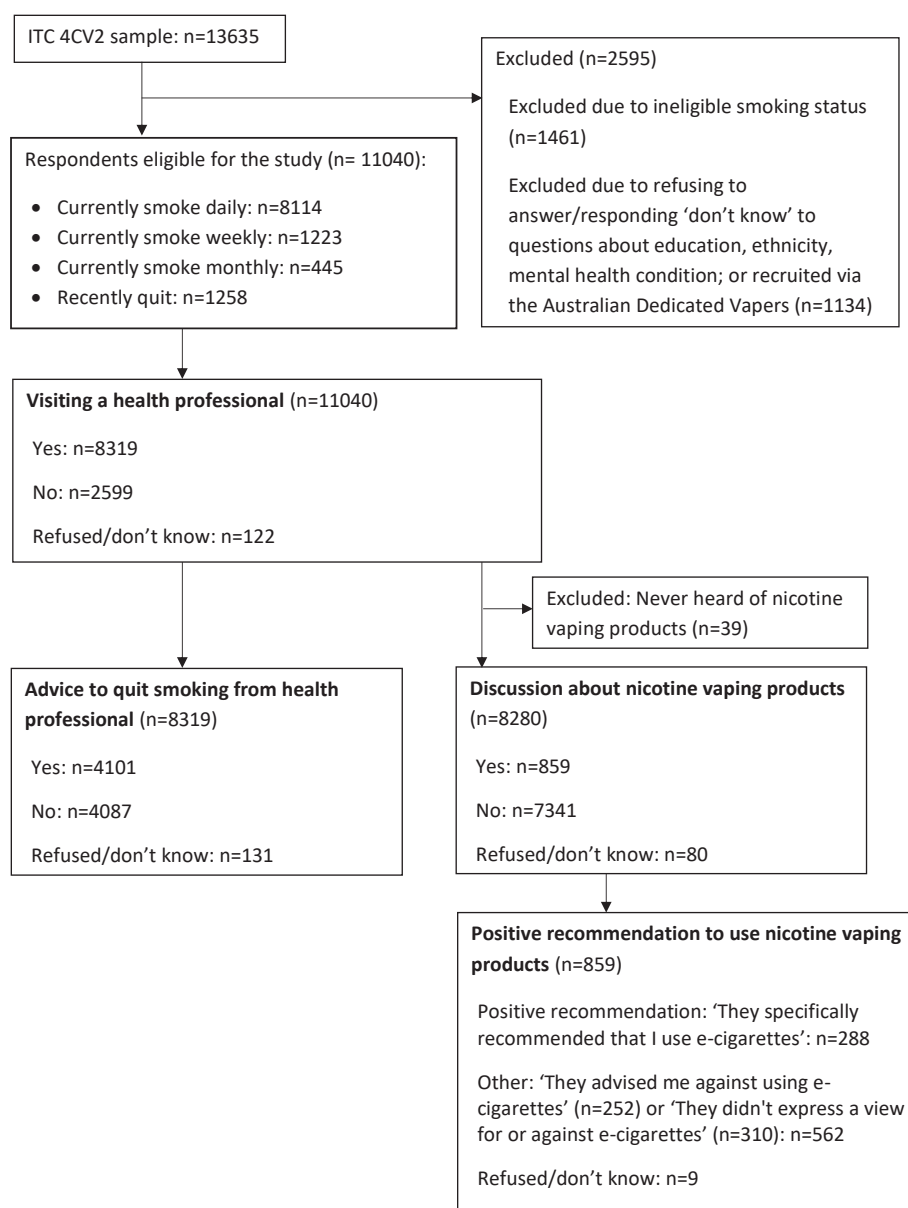 ITC 4CV2 sample: n=13635
Excluded (n=2595)
Excluded due to ineligible smoking status
(n=1461)
Excluded due to refusing to
answer/responding ‘don’t know’ to
questions about education, ethnicity,
mental health condition; or recruited via
the Australian Dedicated Vapers (n=1134)
Respondents eligible for the study (n= 11040):
• Currently smoke daily: n=8114
• Currently smoke weekly: n=1223
• Currently smoke monthly: n=445
• Recently quit: n=1258
Visiting a health professional (n=11040)
Yes: n=8319
No: n=2599
Refused/don’t know: n=122
Excluded: Never heard of nicotine
vaping products (n=39)
Advice to quit smoking from health
professional (n=8319)
Yes: n=4101
No: n=4087
Refused/don’t know: n=131
Discussion about nicotine vaping products
(n=8280)
Yes: n=859
No: n=7341
Refused/don’t know: n=80
Positive recommendation to use nicotine vaping
products (n=859)
Positive recommendation: ‘They specifically
recommended that I use e-cigarettes’: n=288
Other: ‘They advised me against using e-
cigarettes’ (n=252) or ‘They didn't express a view
for or against e-cigarettes’ (n=310): n=562
Refused/don’t know: n=9